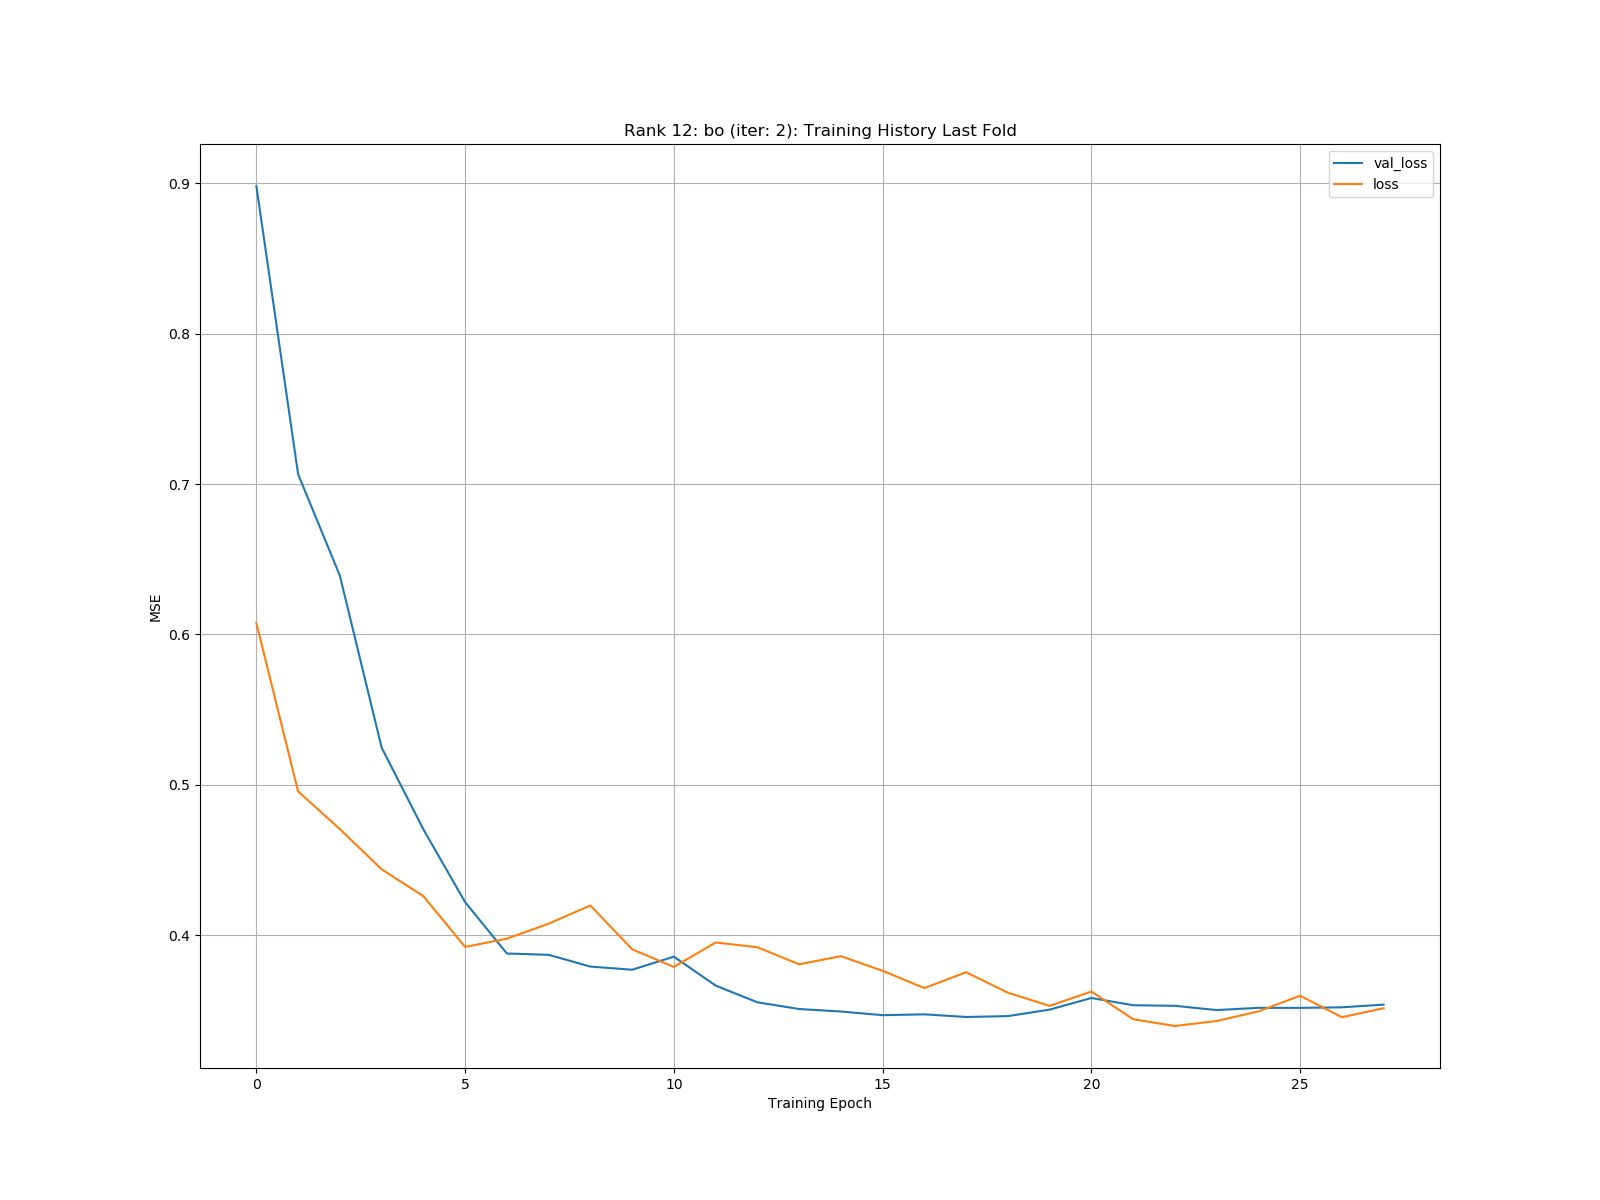 Rank 12: bo (iter: 2): Training History Last Fold
val_loss
loss
0.9
0.8
0.7
0.6
0.5
0.4
MSE
0 5 10 15 20 25
Training Epoch